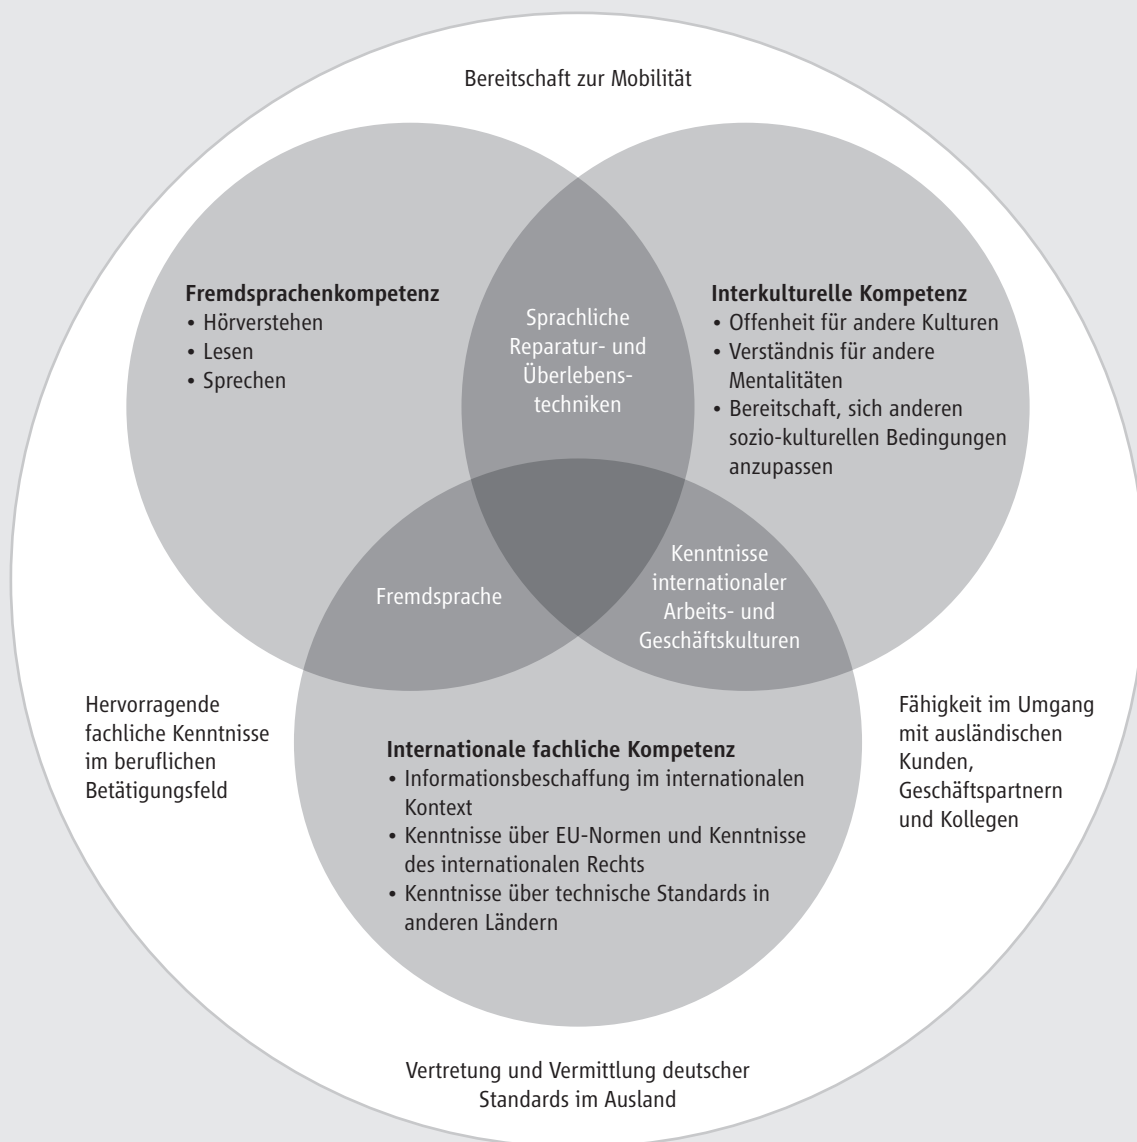 Bereitschaft zur Mobilität
Fremdsprachenkompetenz
• Hörverstehen
• Lesen
• Sprechen
Sprachliche
Reparatur- und
Überlebens-
techniken
Interkulturelle Kompetenz
• Offenheit für andere Kulturen
• Verständnis für andere
Mentalitäten
• Bereitschaft, sich anderen
sozio-kulturellen Bedingungen
anzupassen
Fremdsprache
Kenntnisse
internationaler
Arbeits- und
Geschäftskulturen
Hervorragende
fachliche Kenntnisse
im beruflichen
Betätigungsfeld
Internationale fachliche Kompetenz
• Informationsbeschaffung im internationalen
Kontext
• Kenntnisse über EU-Normen und Kenntnisse
des internationalen Rechts
• Kenntnisse über technische Standards in
anderen Ländern
Fähigkeit im Umgang
mit ausländischen
Kunden,
Geschäftspartnern
und Kollegen
Vertretung und Vermittlung deutscher
Standards im Ausland